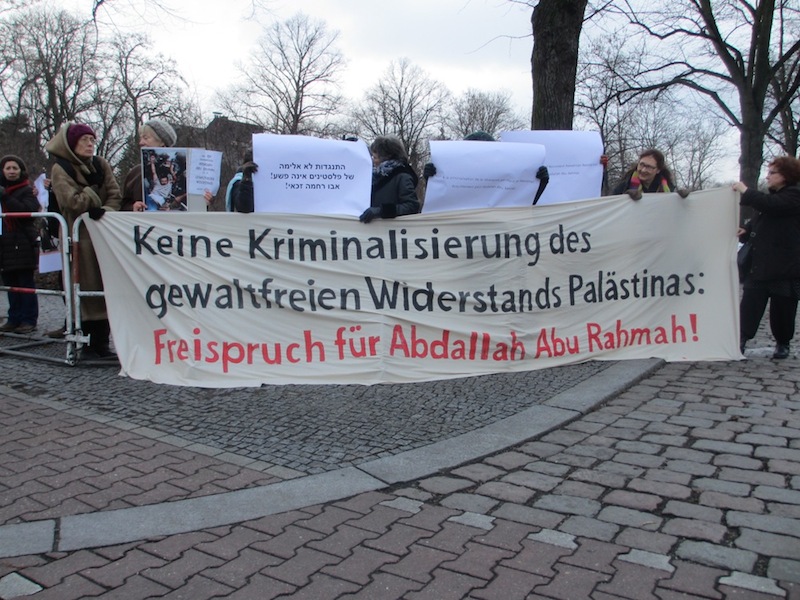 התנגדות לא אלימה
של פלסטינים אינה פשע!
אבו רחמה זכאי!
Keine Kriminalisierung des
gewaltfreien Widerstands Palästinas:
Freispruch für Abdallah Abu Rahmah!